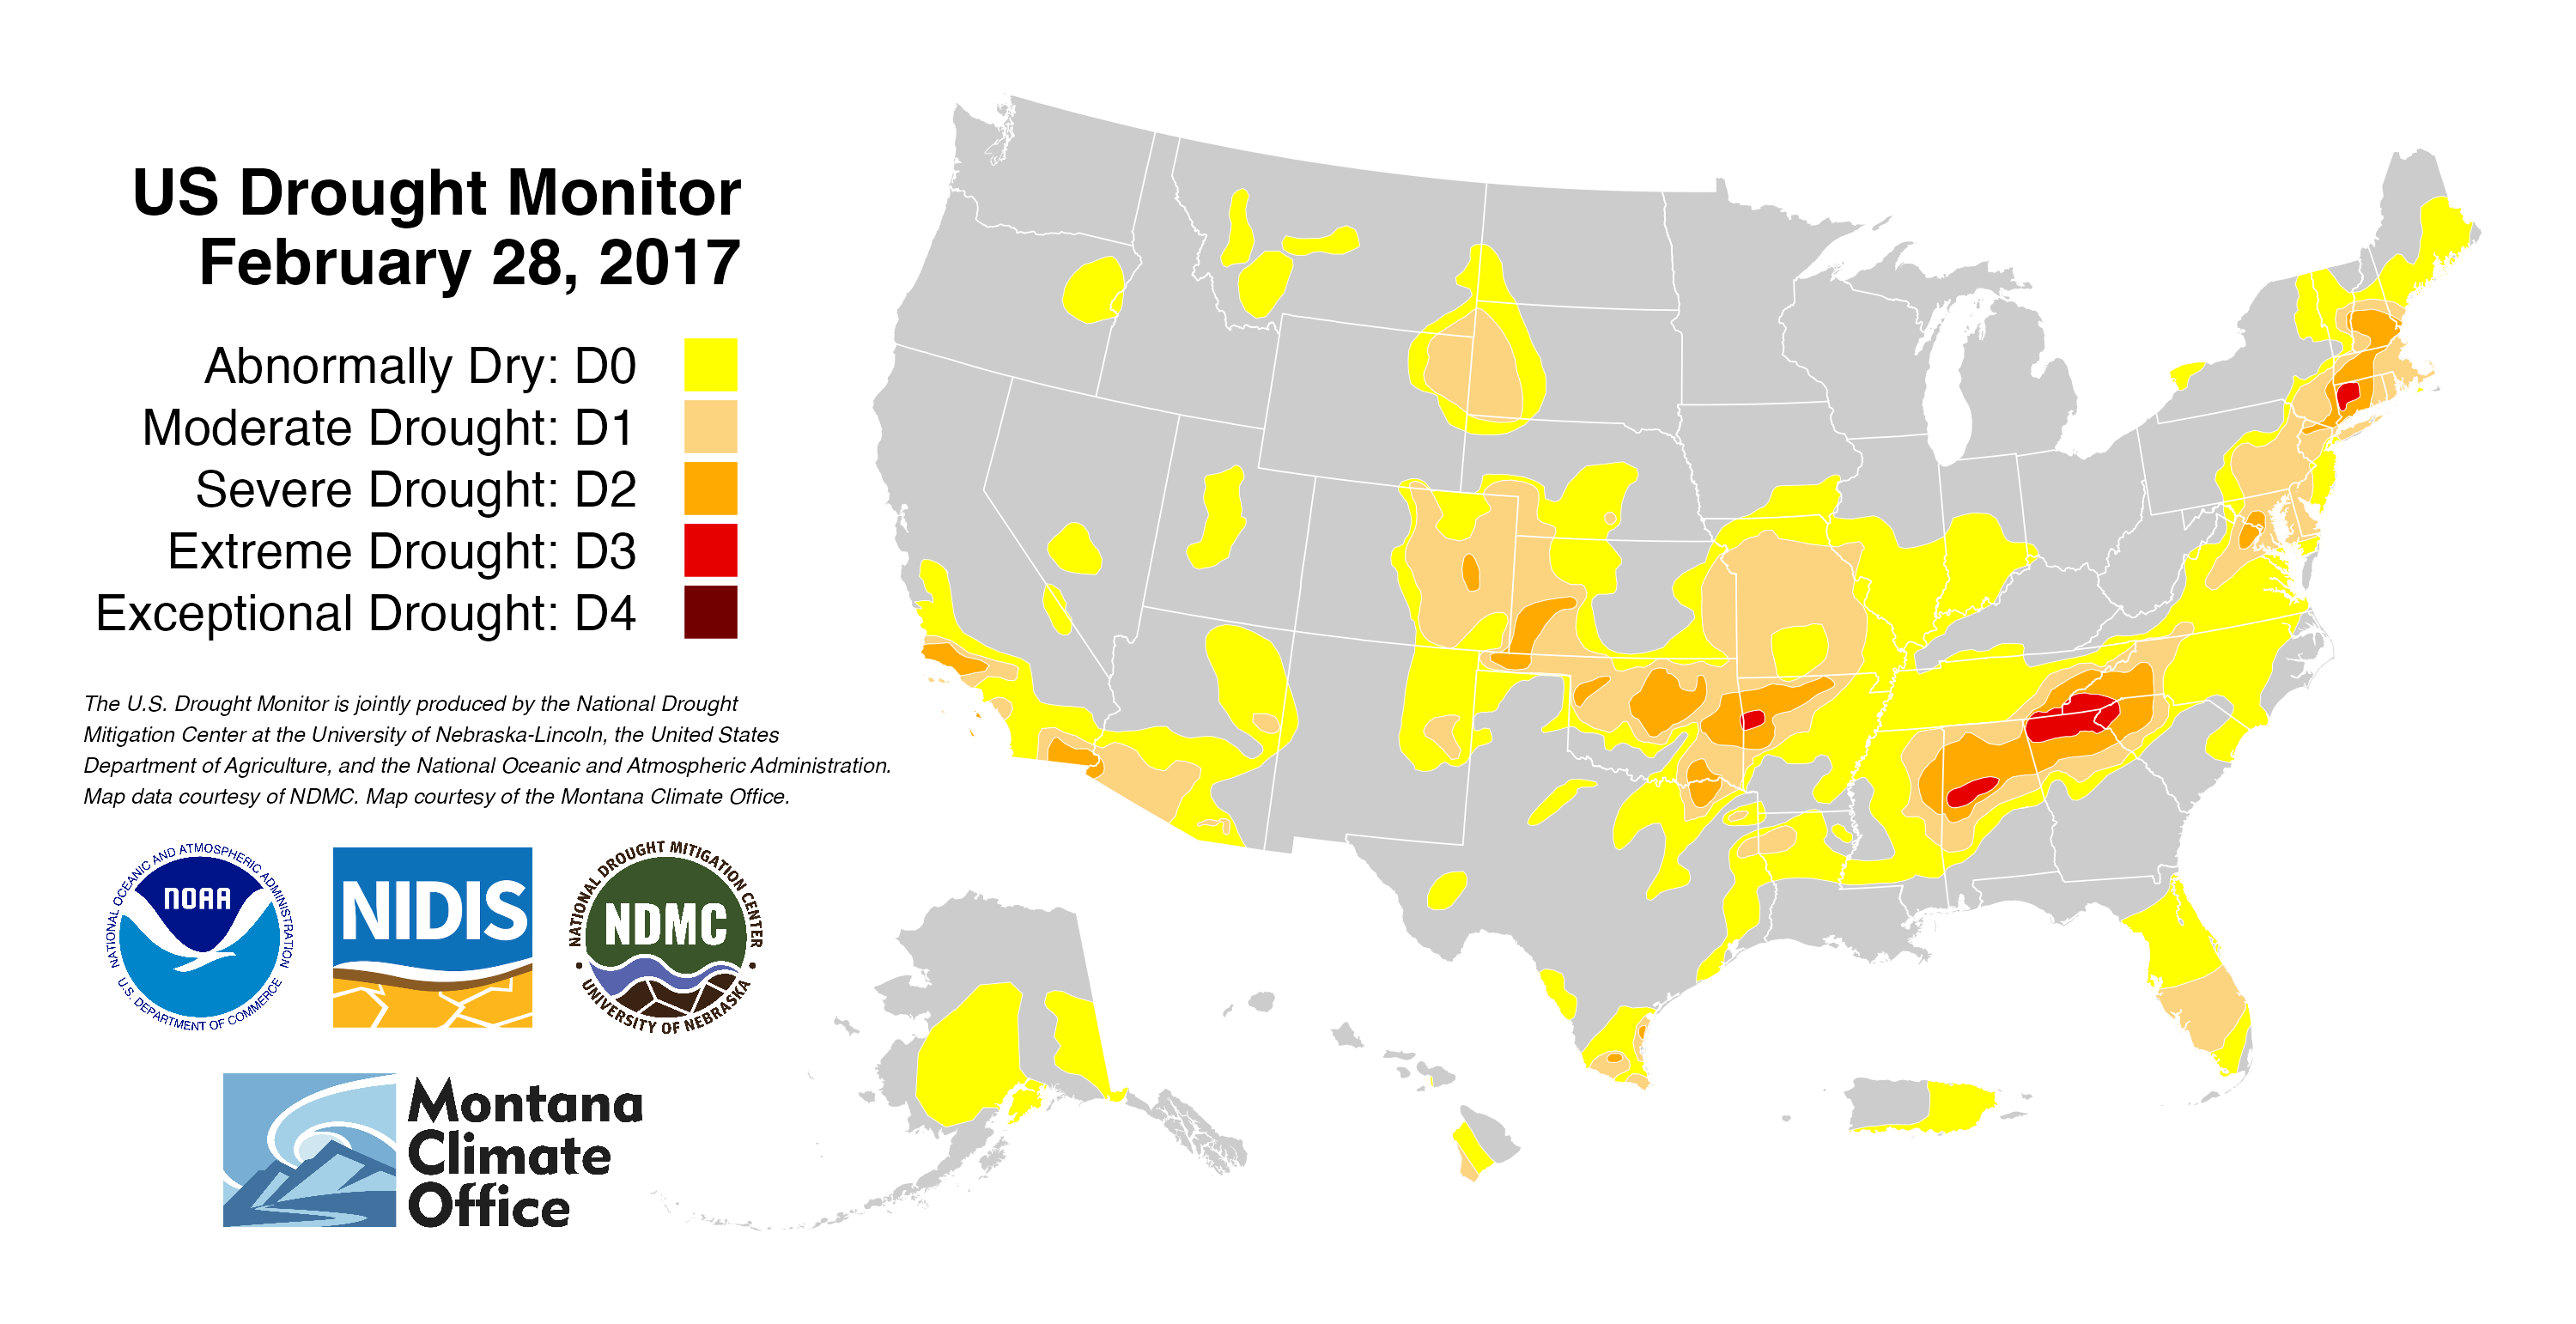 US Drought Monitor
February 28, 2017
Abnormally Dry: D0
Moderate Drought: D1
Severe Drought: D2
Extreme Drought: D3
Exceptional Drought: D4
The U.S. Drought Monitor is jointly produced by the National Drought
Mitigation Center at the University of Nebraska-Lincoln, the United States
Department of Agriculture, and the National Oceanic and Atmospheric Administration.
Map data courtesy of NDMC. Map courtesy of the Montana Climate Office.
NATIONAL OCEANIC AND ATMOSPHERIC ADMINISTRATION
NOAA
U.S. DEPARTMENT OF COMMERCE
NIDIS
NATIONAL DROUGHT MITIGATION CENTER
NDMC
UNIVERSITY OF NEBRASKA
Montana
Climate
Office